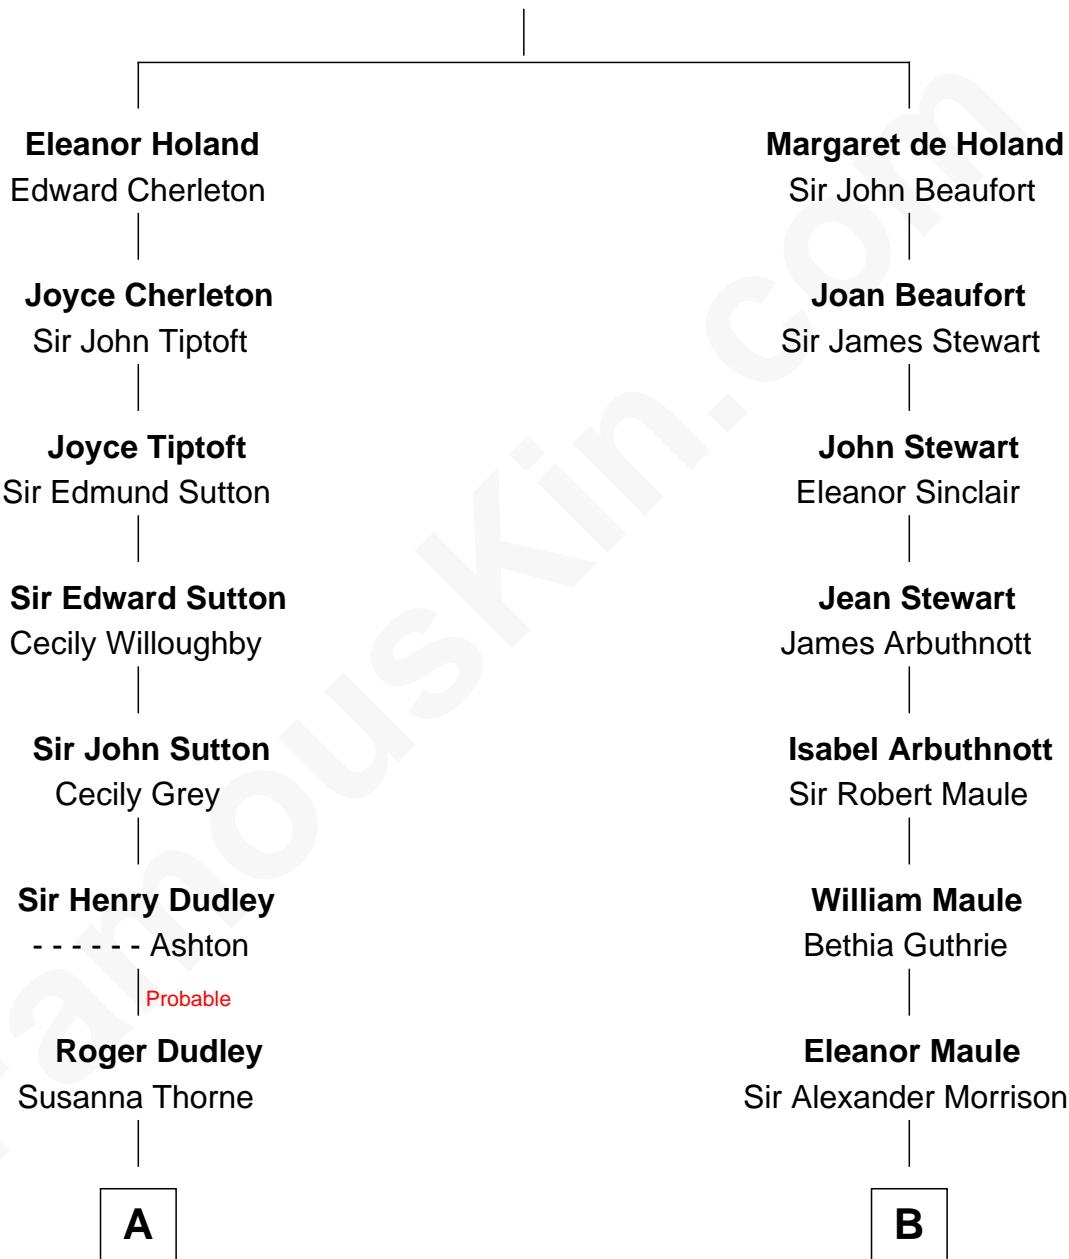 Eleanor Holand
Edward Cherleton
Margaret de Holand
Sir John Beaufort
Joyce Cherleton
Sir John Tiptoft
Joan Beaufort
Sir James Stewart
Joyce Tiptoft
Sir Edmund Sutton
John Stewart
Eleanor Sinclair
Sir Edward Sutton
Cecily Willoughby
Jean Stewart
James Arbuthnott
Sir John Sutton
Cecily Grey
Isabel Arbuthnott
Sir Robert Maule
Sir Henry Dudley
- - - - - - Ashton
William Maule
Bethia Guthrie
Probable
Roger Dudley
Susanna Thorne
Eleanor Maule
Sir Alexander Morrison
A
B
FamousKin.com